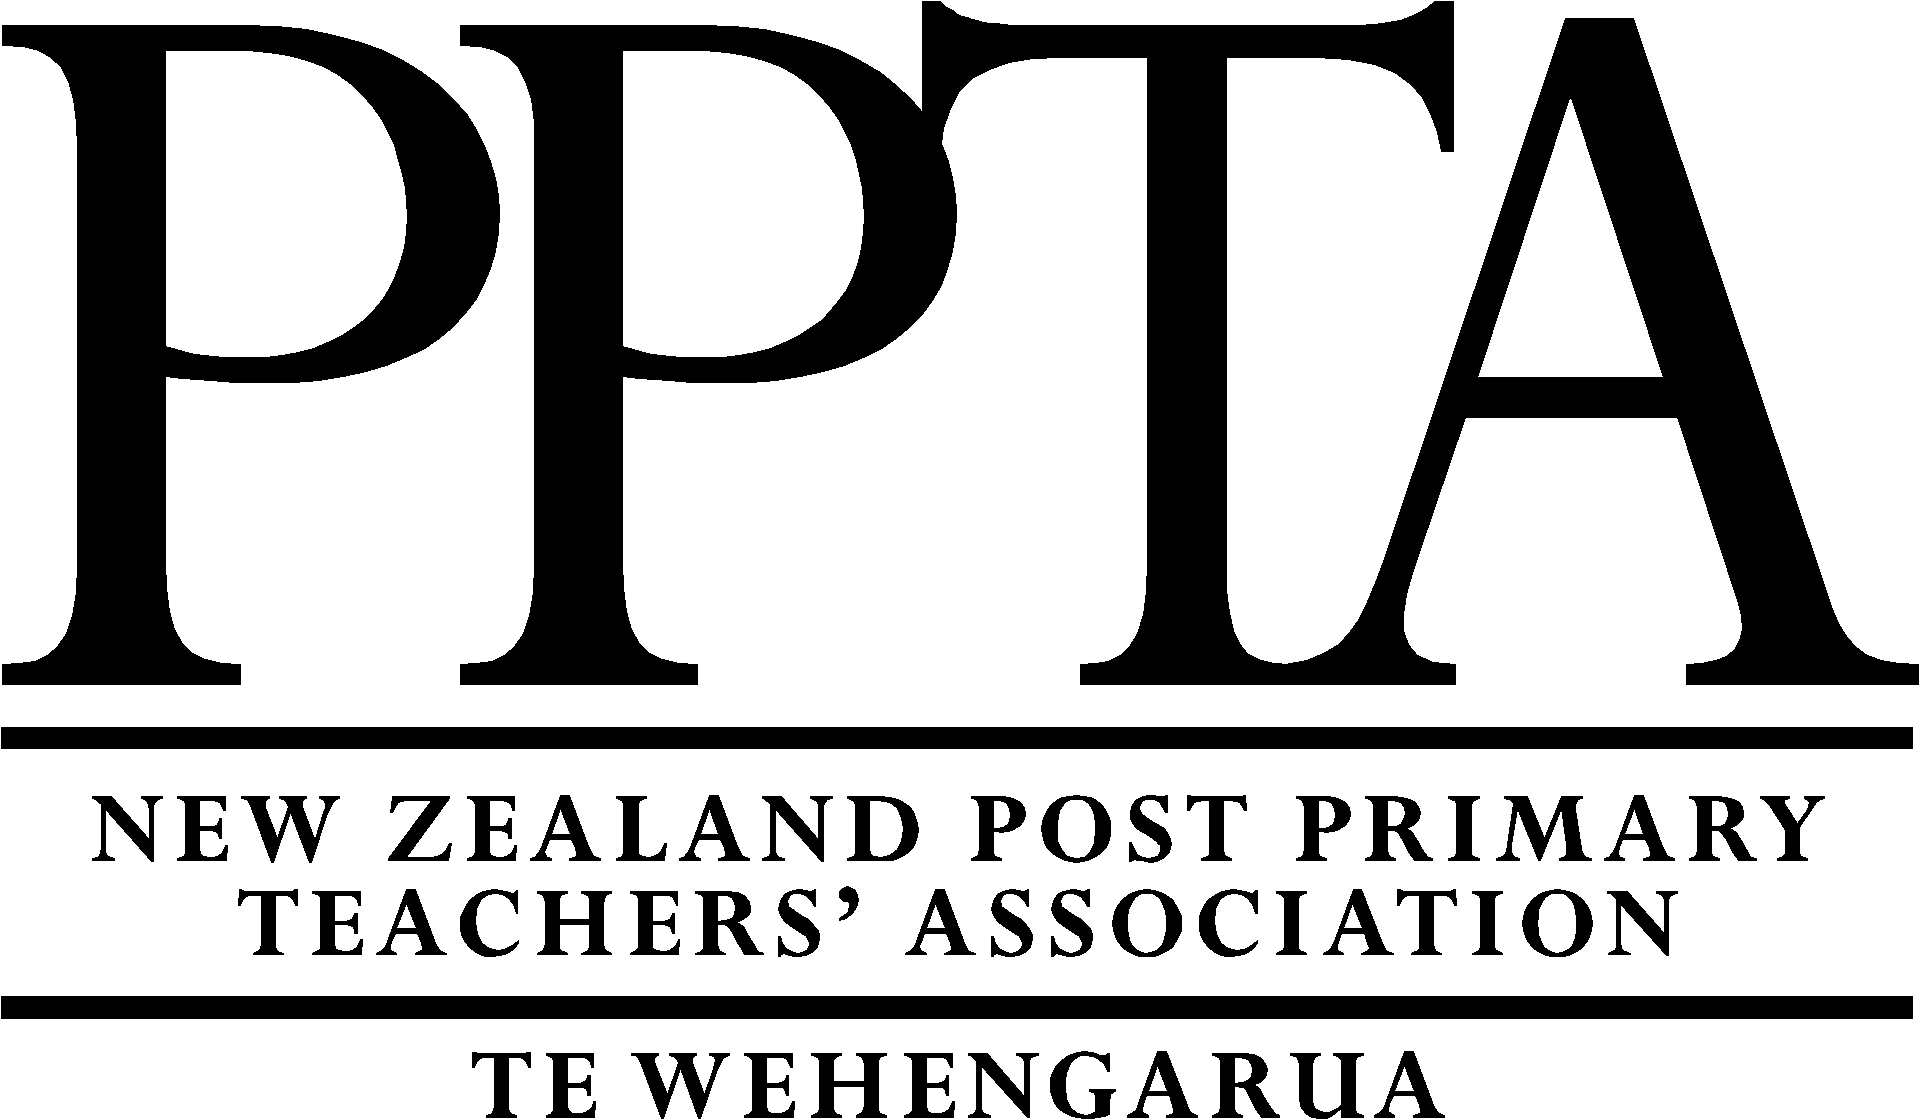 PPTA
NEW ZEALAND POST PRIMARY
TEACHERS’ ASSOCIATION
TE WEHENGARUA